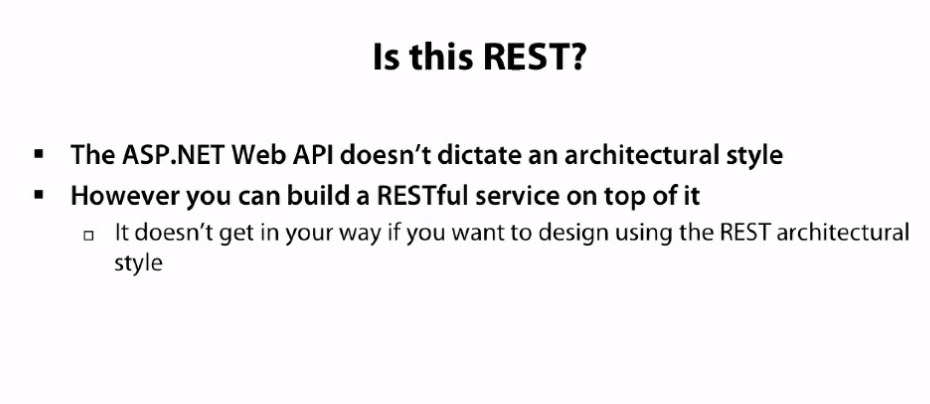 Is this REST?
▪ The ASP.NET Web API doesn't dictate an architectural style
▪ However you can build a RESTful service on top of it
▫ It doesn't get in your way if you want to design using the REST architectural
style